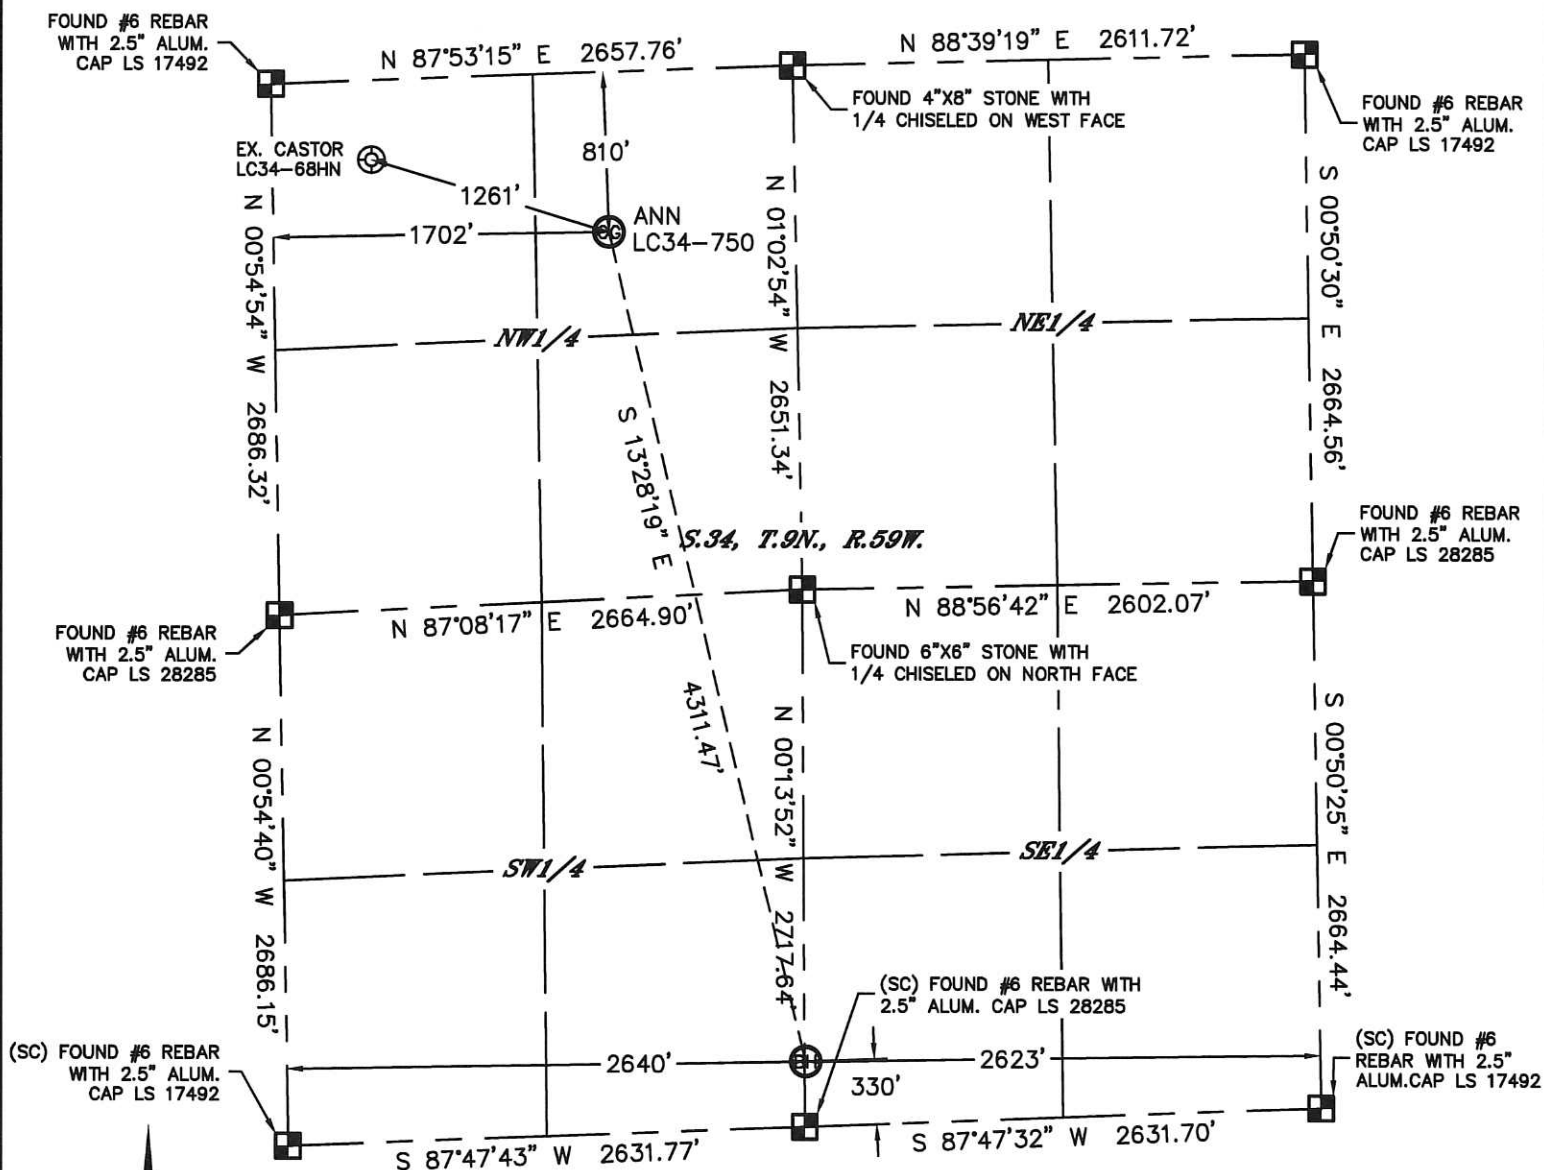 FOUND #6 REBAR
WITH 2.5" ALUM.
CAP LS 17492
N 87°53'15" E 2657.76'
N 88°39'19" E 2611.72'
FOUND 4"X8" STONE WITH
1/4 CHISELED ON WEST FACE
FOUND #6 REBAR
WITH 2.5" ALUM.
CAP LS 17492
EX. CASTOR
LC34-68HN
810'
1261'
ANN
LC34-750
1702'
N 00°54'54" W 2686.32'
N 01°02'54" W 2651.34'
S 00°50'30" E 2664.56'
NW1/4
NE1/4
S 13°28'19" E
4311.47'
S.34, T.9N., R.59W.
FOUND #6 REBAR
WITH 2.5" ALUM.
CAP LS 28285
N 87°08'17" E 2664.90'
N 88°56'42" E 2602.07'
FOUND #6 REBAR
WITH 2.5" ALUM.
CAP LS 28285
FOUND 6"X6" STONE WITH
1/4 CHISELED ON NORTH FACE
N 00°54'40" W 2686.15'
N 00°13'52" W 2717.64'
S 00°50'25" E 2664.44'
SW1/4
SE1/4
(SC) FOUND #6 REBAR WITH
2.5" ALUM. CAP LS 28285
(SC) FOUND #6 REBAR
WITH 2.5" ALUM.
CAP LS 17492
2640'
BH
2623'
330'
(SC) FOUND #6
REBAR WITH 2.5"
ALUM.CAP LS 17492
S 87°47'43" W 2631.77'
S 87°47'32" W 2631.70'